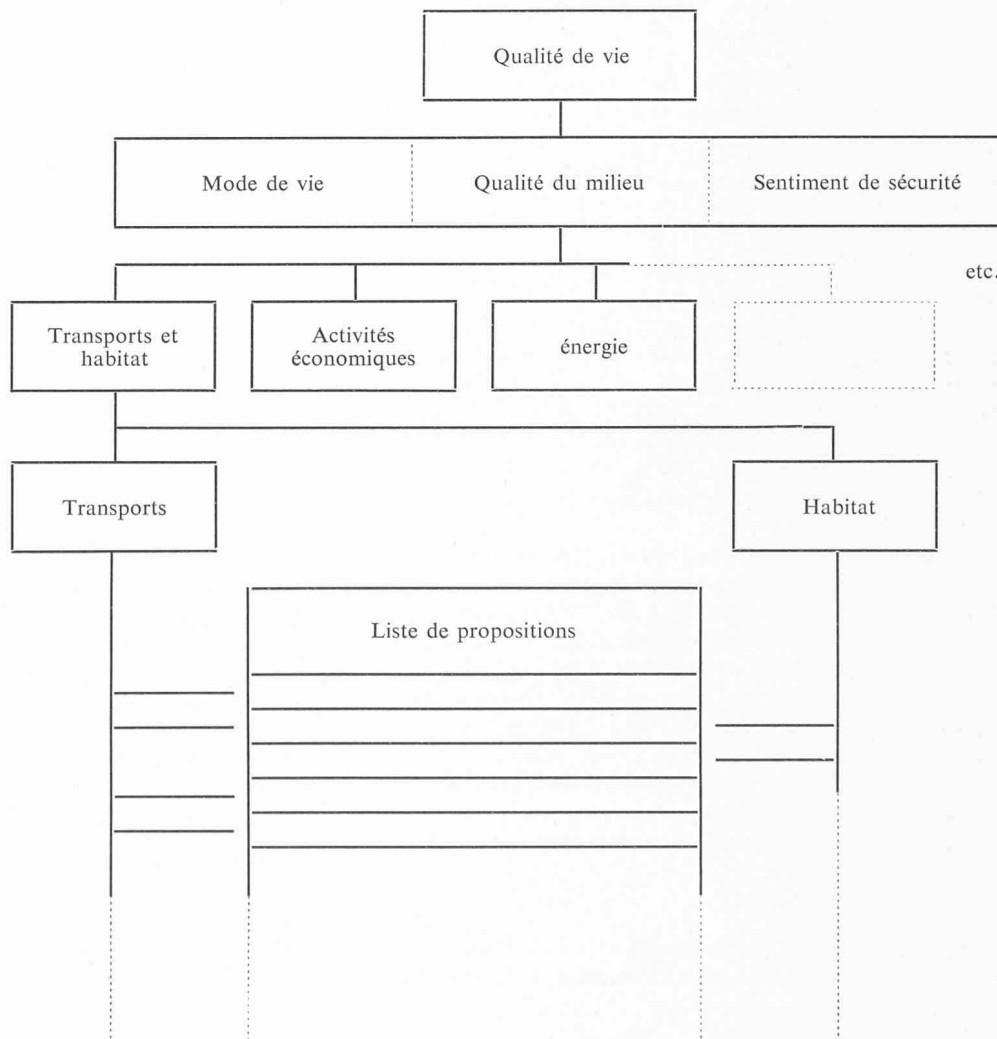 Qualité de vie
Mode de vie
Qualité du milieu
Sentiment de sécurité
etc.
Transports et
habitat
Activités
économiques
énergie
Transports
Habitat
Liste de propositions